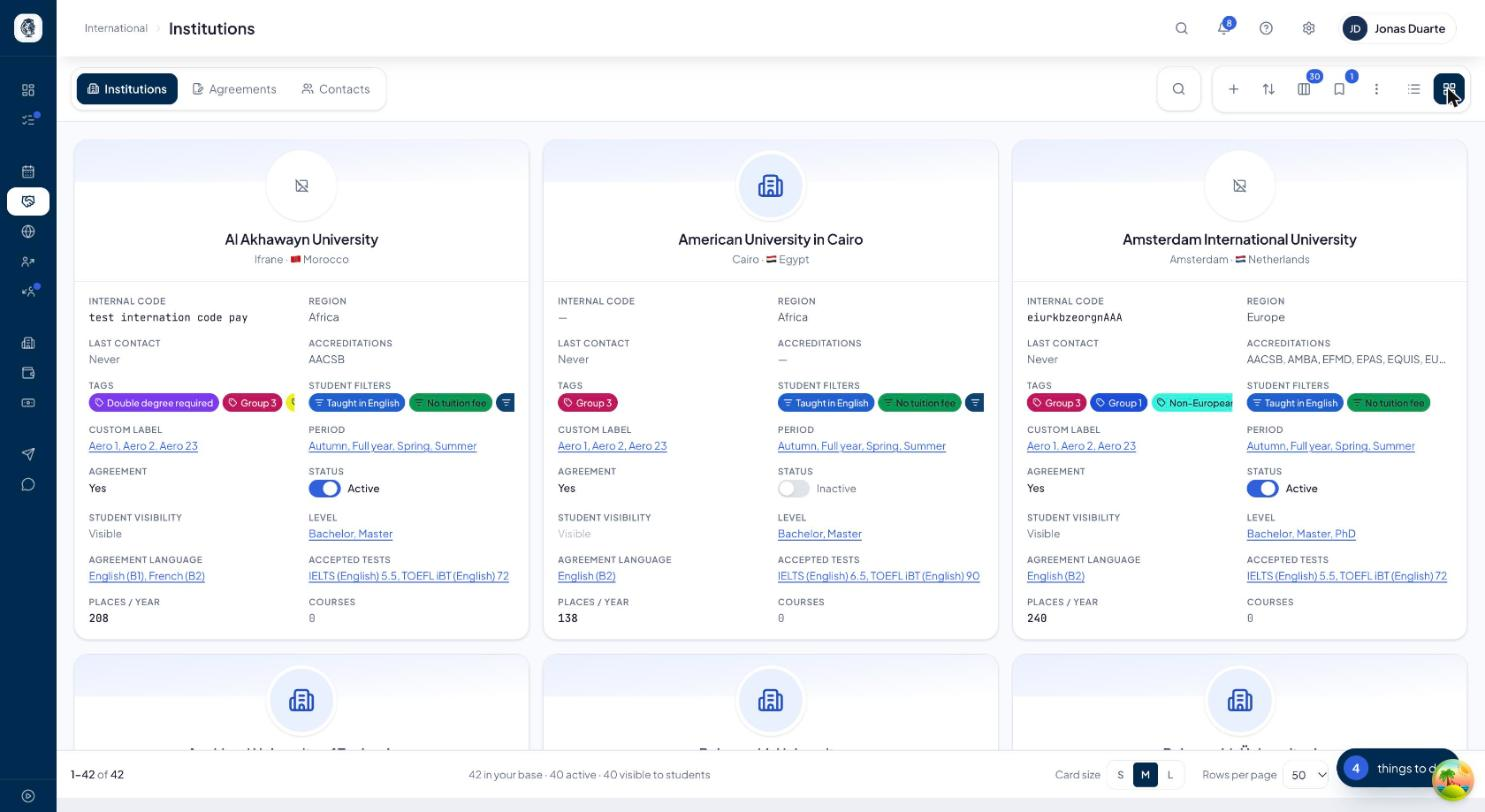 International
Institutions
8
JD
Jonas Duarte
Institutions
Agreements
Contacts
30
1
Al Akhawayn University
Ifrane · Morocco
INTERNAL CODE
test internation code pay
REGION
Africa
LAST CONTACT
Never
ACCREDITATIONS
AACSB
TAGS
Double degree required
Group 3
STUDENT FILTERS
Taught in English
No tuition fee
CUSTOM LABEL
Aero 1, Aero 2, Aero 23
PERIOD
Autumn, Full year, Spring, Summer
AGREEMENT
Yes
STATUS
Active
STUDENT VISIBILITY
Visible
LEVEL
Bachelor, Master
AGREEMENT LANGUAGE
English (B1), French (B2)
ACCEPTED TESTS
IELTS (English) 5.5, TOEFL iBT (English) 72
PLACES / YEAR
208
COURSES
0
American University in Cairo
Cairo · Egypt
INTERNAL CODE
—
REGION
Africa
LAST CONTACT
Never
ACCREDITATIONS
—
TAGS
Group 3
STUDENT FILTERS
Taught in English
No tuition fee
CUSTOM LABEL
Aero 1, Aero 2, Aero 23
PERIOD
Autumn, Full year, Spring, Summer
AGREEMENT
Yes
STATUS
Inactive
STUDENT VISIBILITY
Visible
LEVEL
Bachelor, Master
AGREEMENT LANGUAGE
English (B2)
ACCEPTED TESTS
IELTS (English) 6.5, TOEFL iBT (English) 90
PLACES / YEAR
138
COURSES
0
Amsterdam International University
Amsterdam · Netherlands
INTERNAL CODE
eiurkbzeorgnAAA
REGION
Europe
LAST CONTACT
Never
ACCREDITATIONS
AACSB, AMBA, EFMD, EPAS, EQUIS, EU...
TAGS
Group 3
Group 1
Non-European
STUDENT FILTERS
Taught in English
No tuition fee
CUSTOM LABEL
Aero 1, Aero 2, Aero 23
PERIOD
Autumn, Full year, Spring, Summer
AGREEMENT
Yes
STATUS
Active
STUDENT VISIBILITY
Visible
LEVEL
Bachelor, Master, PhD
AGREEMENT LANGUAGE
English (B2)
ACCEPTED TESTS
IELTS (English) 5.5, TOEFL iBT (English) 72
PLACES / YEAR
240
COURSES
0
1–42 of 42
42 in your base · 40 active · 40 visible to students
Card size
S
M
L
Rows per page
50
4
things to